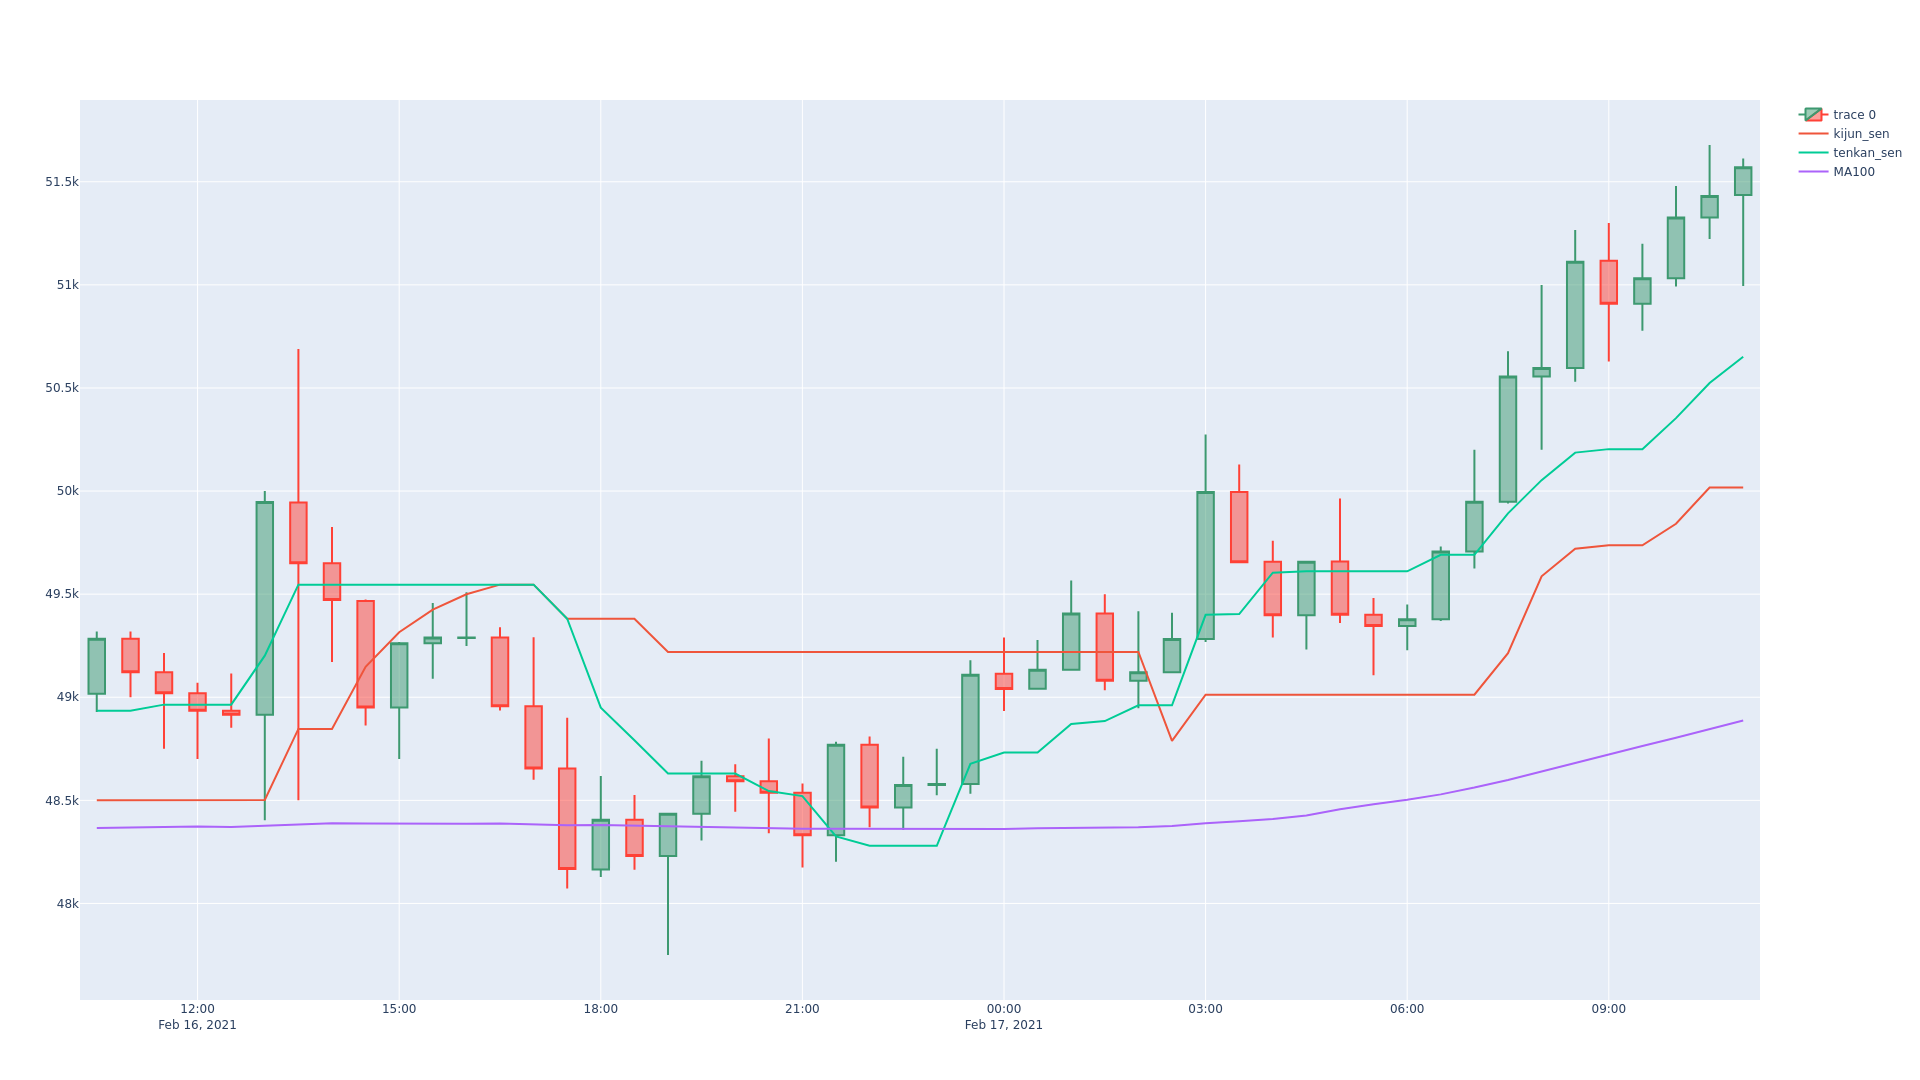 trace 0
kijun_sen
tenkan_sen
MA100
51.5k
51k
50.5k
50k
49.5k
49k
48.5k
48k
12:00 15:00 18:00 21:00 00:00 03:00 06:00 09:00
Feb 16, 2021 Feb 17, 2021